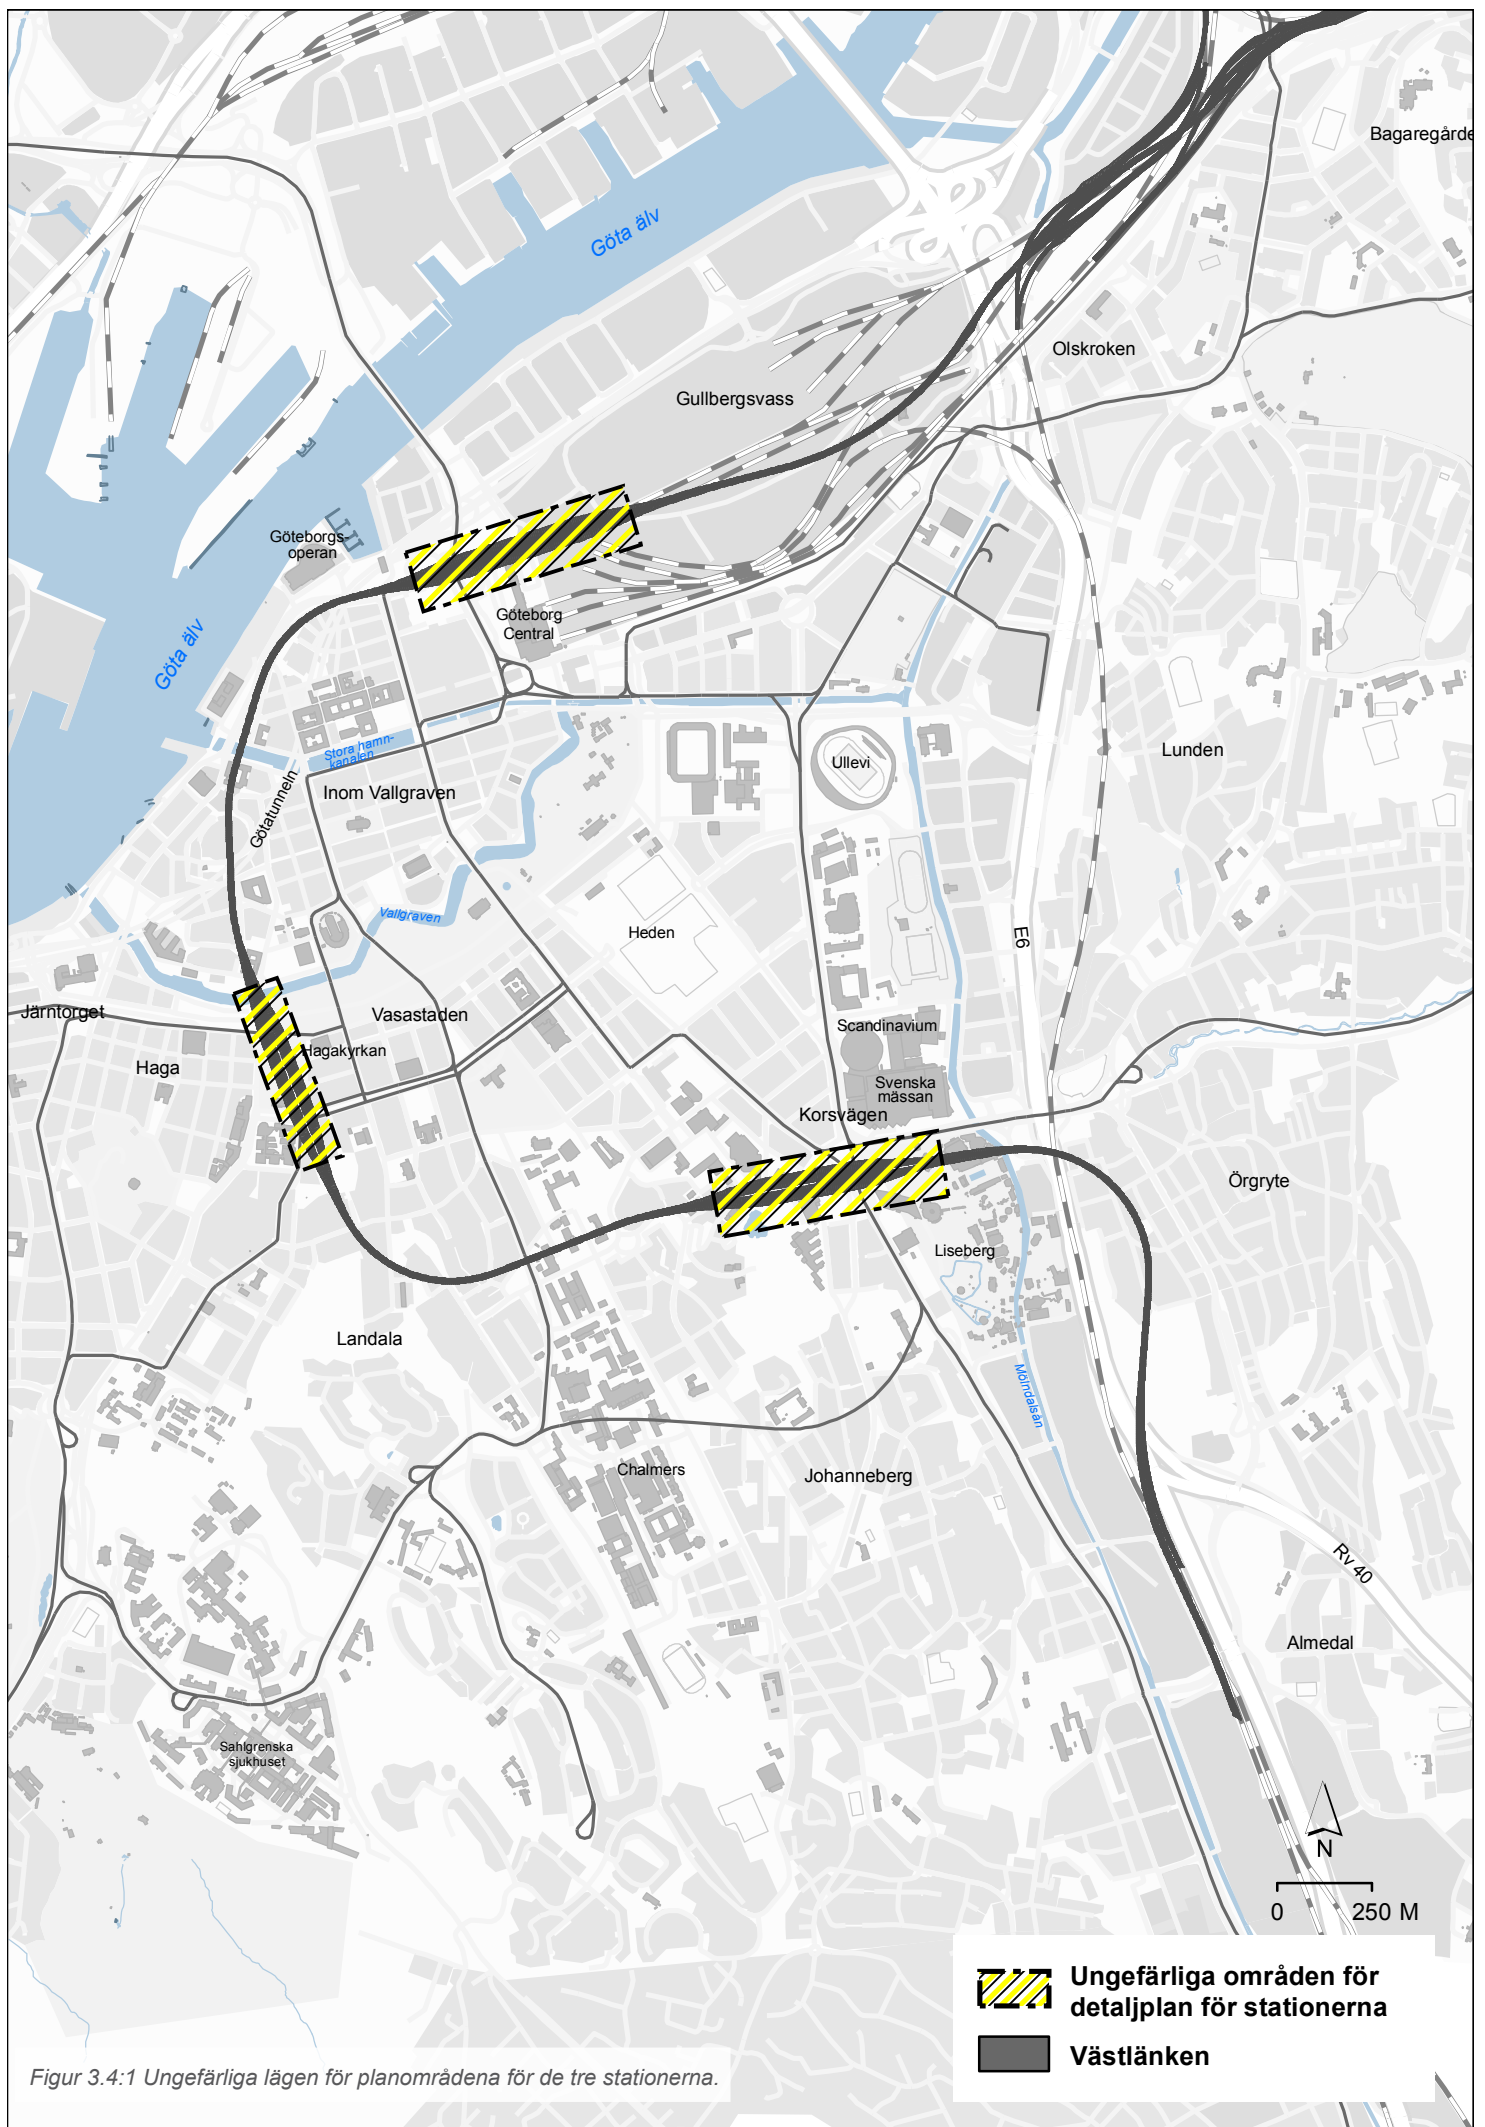 Bagaregårde
Göta älv
Olskroken
Gullbergsvass
Göteborgs-
operan
Göteborg
Central
Göta älv
Stora hamn-
kanalen
Ullevi
Lunden
Inom Vallgraven
Götatunneln
Vallgraven
Heden
E6
Järntorget
Vasastaden
Scandinavium
Hagakyrkan
Haga
Svenska
mässan
Korsvägen
Örgryte
Liseberg
Landala
Mölndalsån
Chalmers
Johanneberg
Rv 40
Almedal
Sahlgrenska
sjukhuset
N
0 250 M
Ungefärliga områden för
detaljplan för stationerna
Västlänken
Figur 3.4:1 Ungefärliga lägen för planområdena för de tre stationerna.